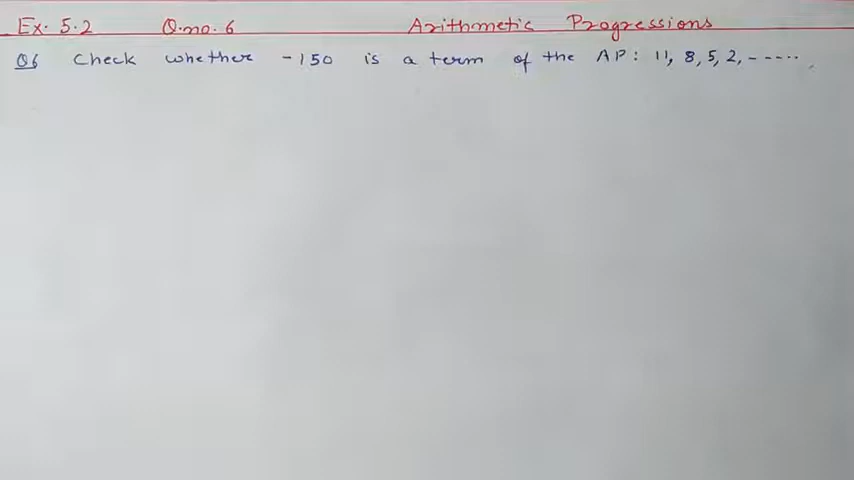 Ex. 5.2 Q.no. 6 Arithmetic Progressions
Q6 Check whether -150 is a term of the AP: 11, 8, 5, 2, -----